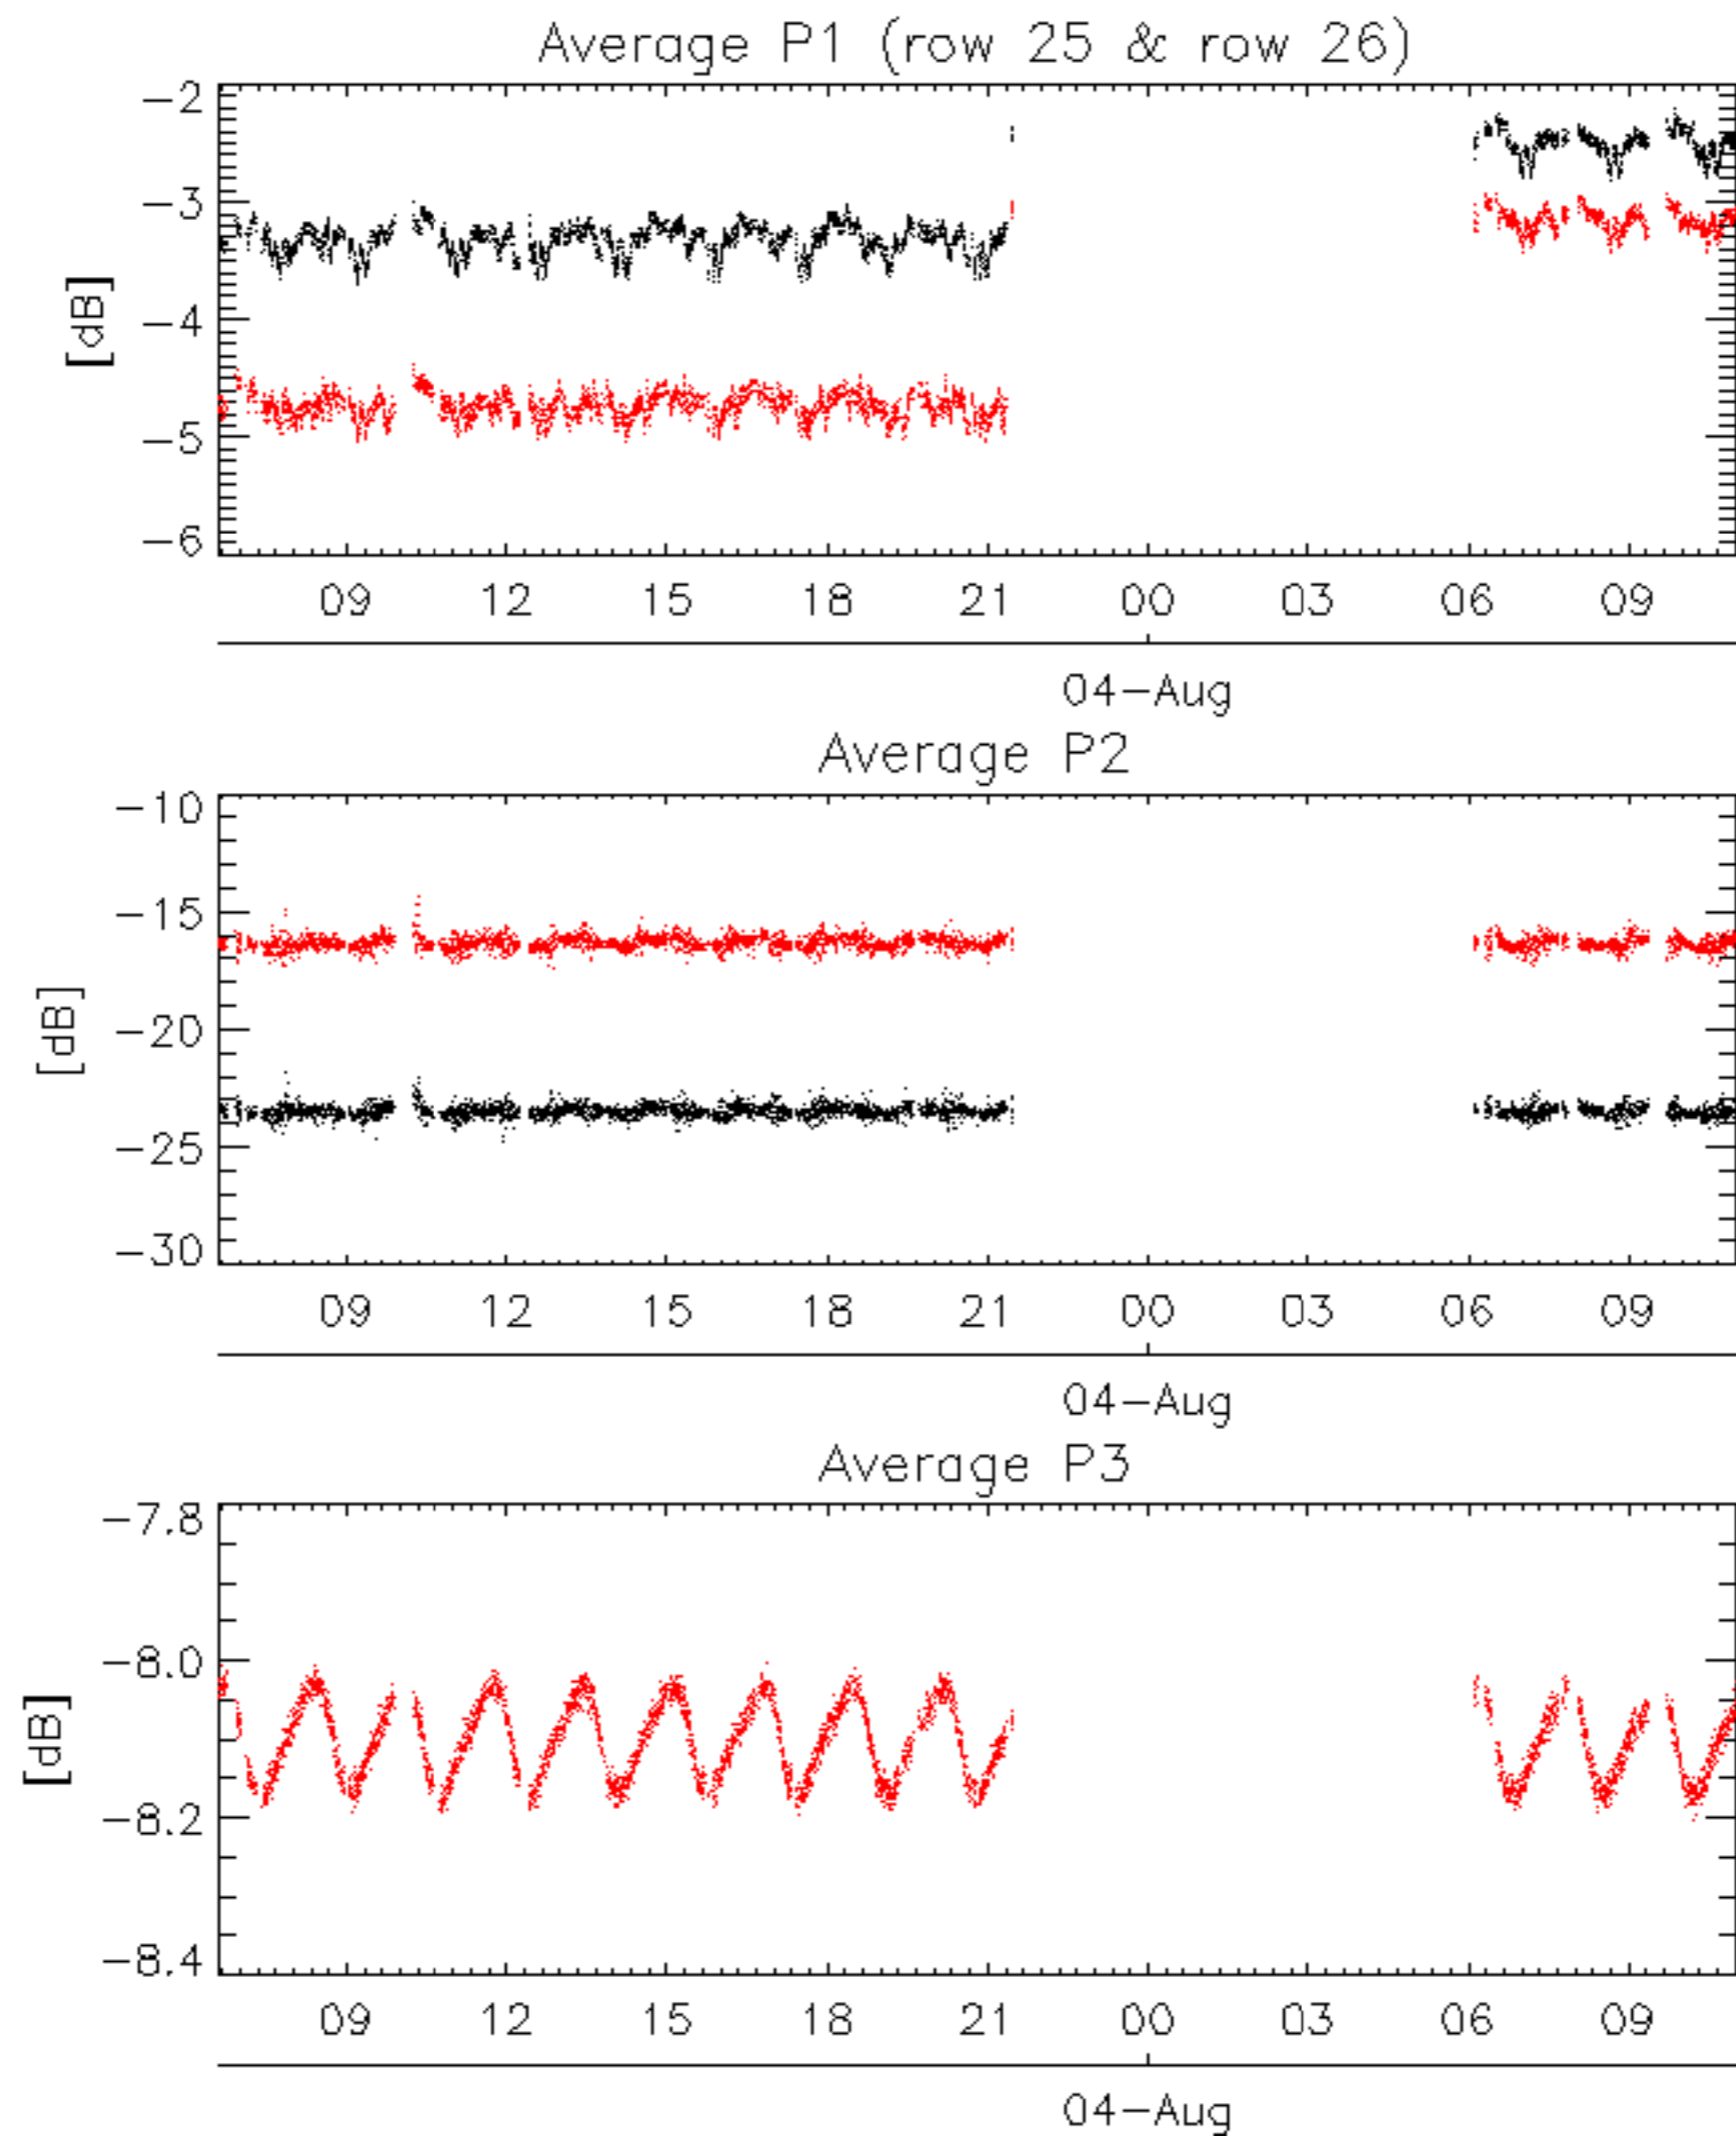 Average P1 (row 25 & row 26)
-2
-3
-4
-5
-6
[dB]
09 12 15 18 21 00 03 06 09
04-Aug
Average P2
-10
-15
-20
-25
-30
[dB]
09 12 15 18 21 00 03 06 09
04-Aug
Average P3
-7.8
-8.0
-8.2
-8.4
[dB]
09 12 15 18 21 00 03 06 09
04-Aug